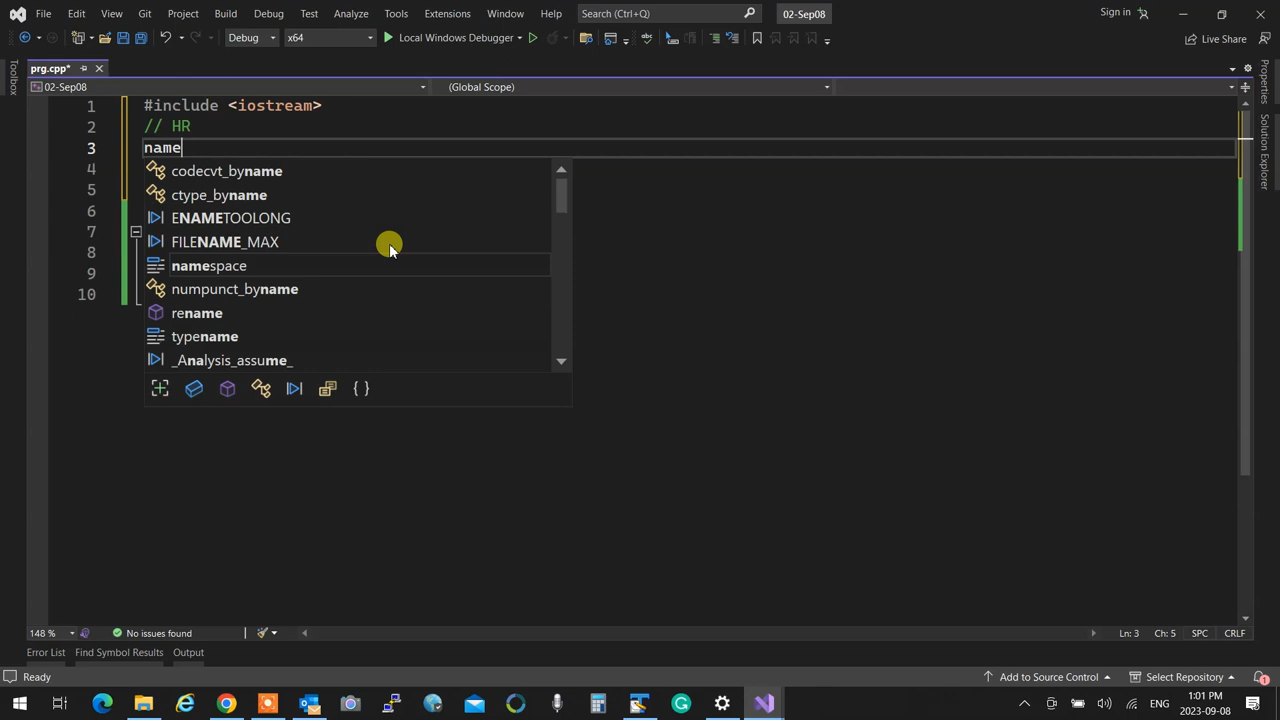 File Edit View Git Project Build Debug Test Analyze Tools Extensions Window Help Search (Ctrl+Q) 02-Sep08 Sign in
Debug x64 Local Windows Debugger Live Share
prg.cpp*
02-Sep08 (Global Scope)
Toolbox
Properties
Solution Explorer
1 #include <iostream>
2 // HR
3 name
4 codecvt_byname
5 ctype_byname
6 ENAMETOOLONG
7 FILENAME_MAX
8 namespace
9 numpunct_byname
10 rename
typename
_Analysis_assume_
148 % No issues found Ln: 3 Ch: 5 SPC CRLF
Error List Find Symbol Results Output
Ready Add to Source Control Select Repository 1
ENG 1:01 PM
2023-09-08